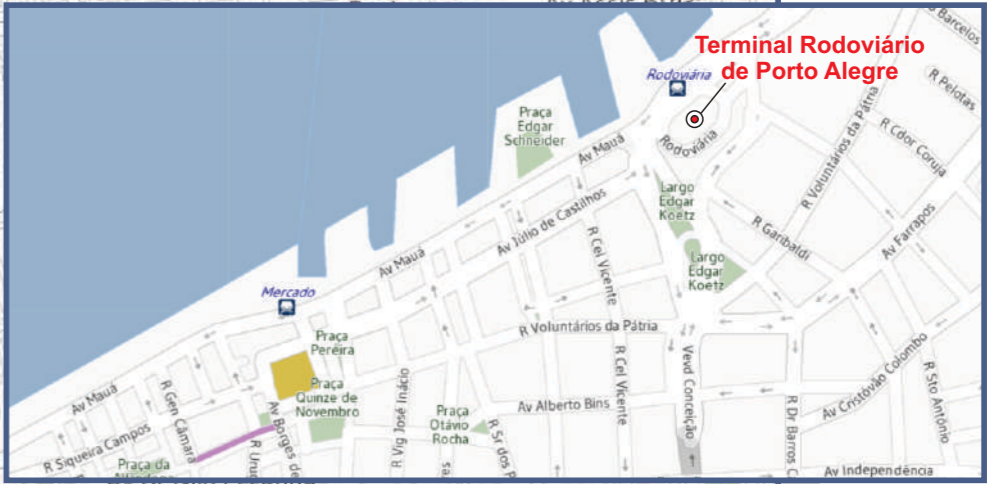 Terminal Rodoviário
de Porto Alegre
Rodoviária
Barcelos
R Pelotas
R Cdor Coruja
R Voluntários da Pátria
Praça
Edgar
Schneider
Av Mauá
Rodoviária
Largo
Edgar
Koetz
Av Júlio de Castilhos
R Garibaldi
Av Farrapos
Largo
Edgar
Koetz
R Cel Vicente
Av Mauá
Mercado
R Voluntários da Pátria
Praça
Pereira
Praça
Quinze de
Novembro
R Cel Vicente
Vevd Conceição
Av Cristóvão Colombo
R Sto Antônio
Av Mauá
R Gen Câmara
R Vig José Inácio
Av Alberto Bins
Praça
Otávio
Rocha
R Sr dos P
R Dr Barros C
Av Borges de
R Siqueira Campos
R Uru
Praça da
sa
Av Independência